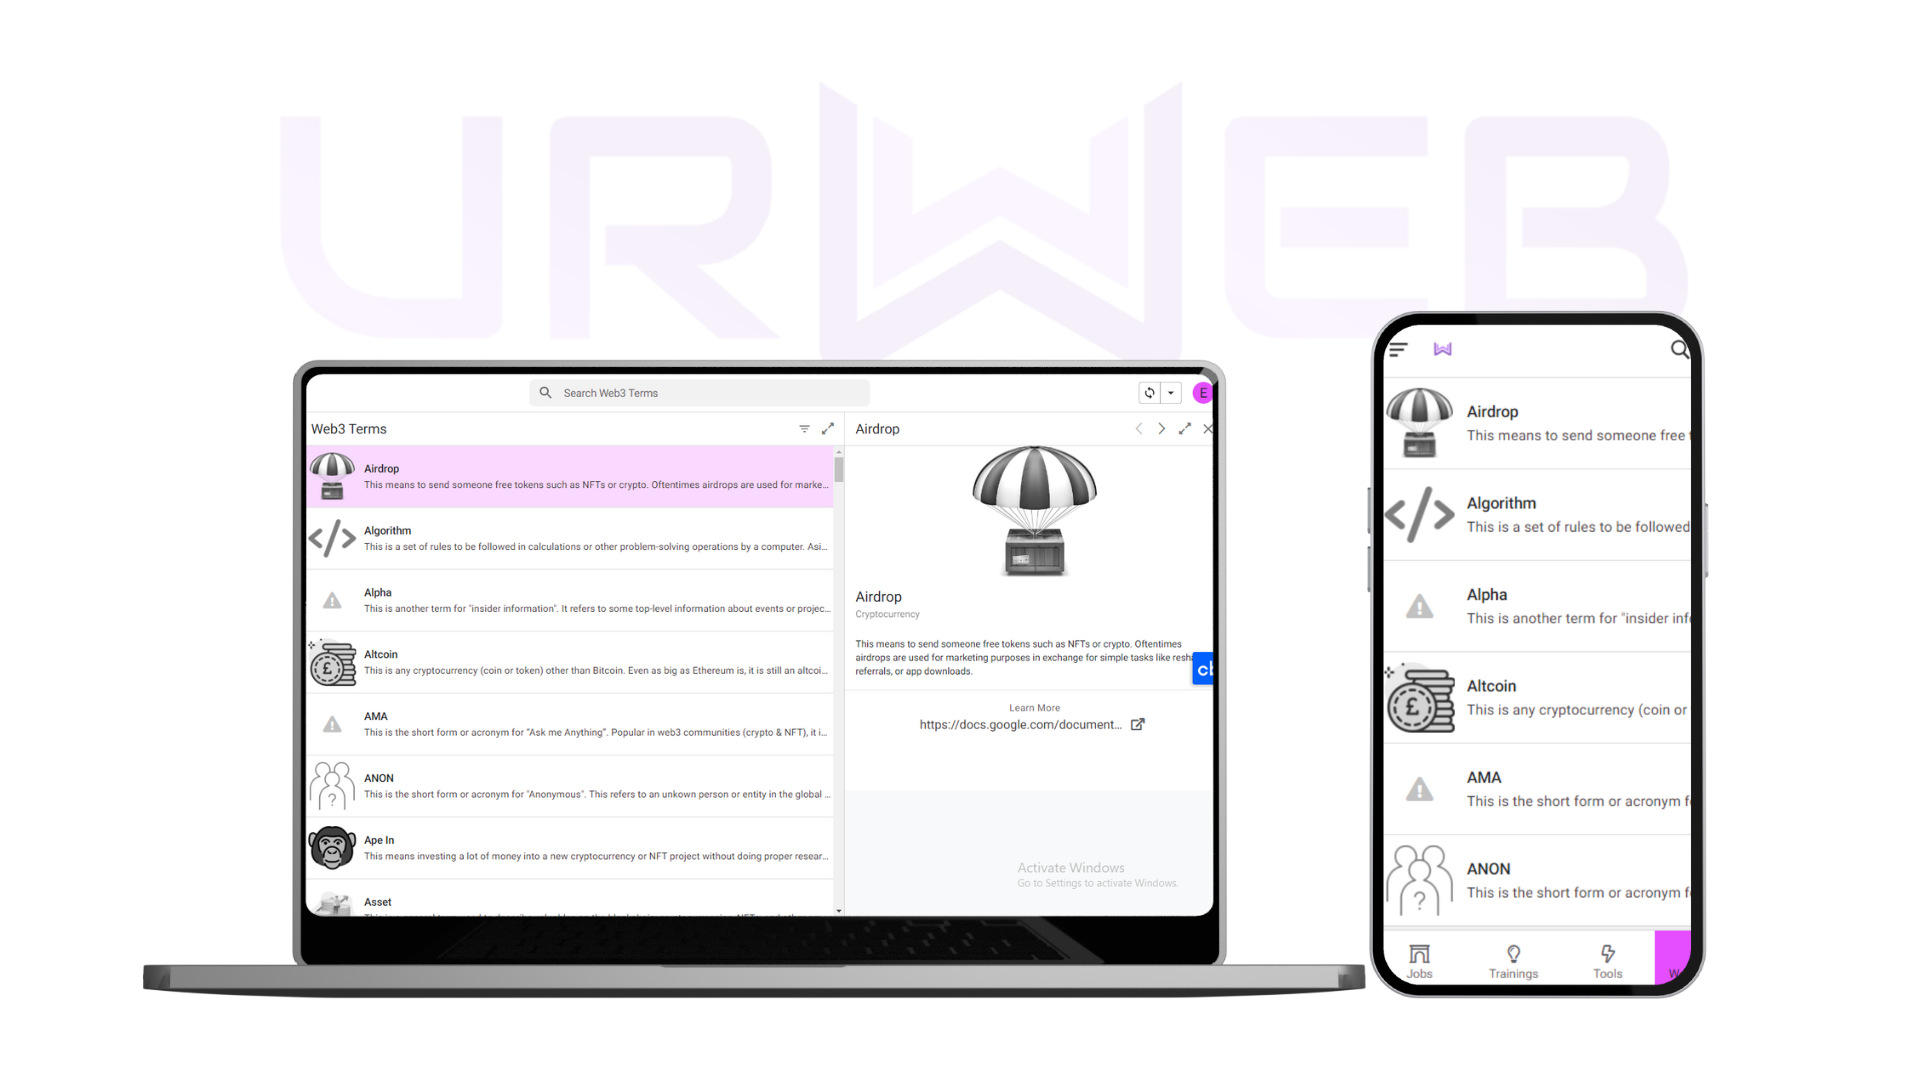 URWEB
Search Web3 Terms
E
Web3 Terms
Airdrop
This means to send someone free tokens such as NFTs or crypto. Oftentimes airdrops are used for marke...
Algorithm
This is a set of rules to be followed in calculations or other problem-solving operations by a computer. Asi...
Alpha
This is another term for "insider information". It refers to some top-level information about events or projec...
Altcoin
This is any cryptocurrency (coin or token) other than Bitcoin. Even as big as Ethereum is, it is still an altcoi...
AMA
This is the short form or acronym for "Ask me Anything". Popular in web3 communities (crypto & NFT), it i...
ANON
This is the short form or acronym for "Anonymous". This refers to an unkown person or entity in the global ...
Ape In
This means investing a lot of money into a new cryptocurrency or NFT project without doing proper resear...
Asset
Airdrop
Airdrop
Cryptocurrency
This means to send someone free tokens such as NFTs or crypto. Oftentimes
airdrops are used for marketing purposes in exchange for simple tasks like resha
referrals, or app downloads.
cb
Learn More
https://docs.google.com/document...
Activate Windows
Go to Settings to activate Windows.
W
Airdrop
This means to send someone free
Algorithm
This is a set of rules to be followed
Alpha
This is another term for "insider inf
Altcoin
This is any cryptocurrency (coin or
AMA
This is the short form or acronym f
ANON
This is the short form or acronym f
Jobs
Trainings
Tools
W